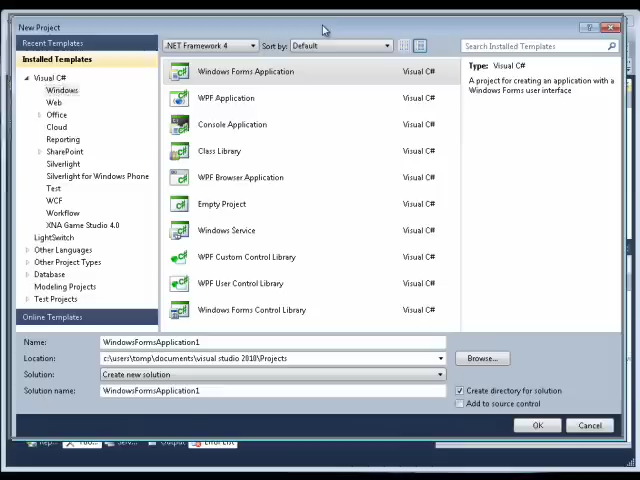 New Project
Recent Templates
.NET Framework 4 Sort by: Default Search Installed Templates
Installed Templates
Visual C#
Windows
Web
Office
Cloud
Reporting
SharePoint
Silverlight
Silverlight for Windows Phone
Test
WCF
Workflow
XNA Game Studio 4.0
LightSwitch
Other Languages
Other Project Types
Database
Modeling Projects
Test Projects
Online Templates
Windows Forms Application Visual C#
WPF Application Visual C#
Console Application Visual C#
Class Library Visual C#
WPF Browser Application Visual C#
Empty Project Visual C#
Windows Service Visual C#
WPF Custom Control Library Visual C#
WPF User Control Library Visual C#
Windows Forms Control Library Visual C#
Type: Visual C#
A project for creating an application with a
Windows Forms user interface
Name: WindowsFormsApplication1
Location: c:\users\tomp\documents\visual studio 2010\Projects Browse...
Solution: Create new solution
Solution name: WindowsFormsApplication1
Create directory for solution
Add to source control
OK Cancel
Output Error List